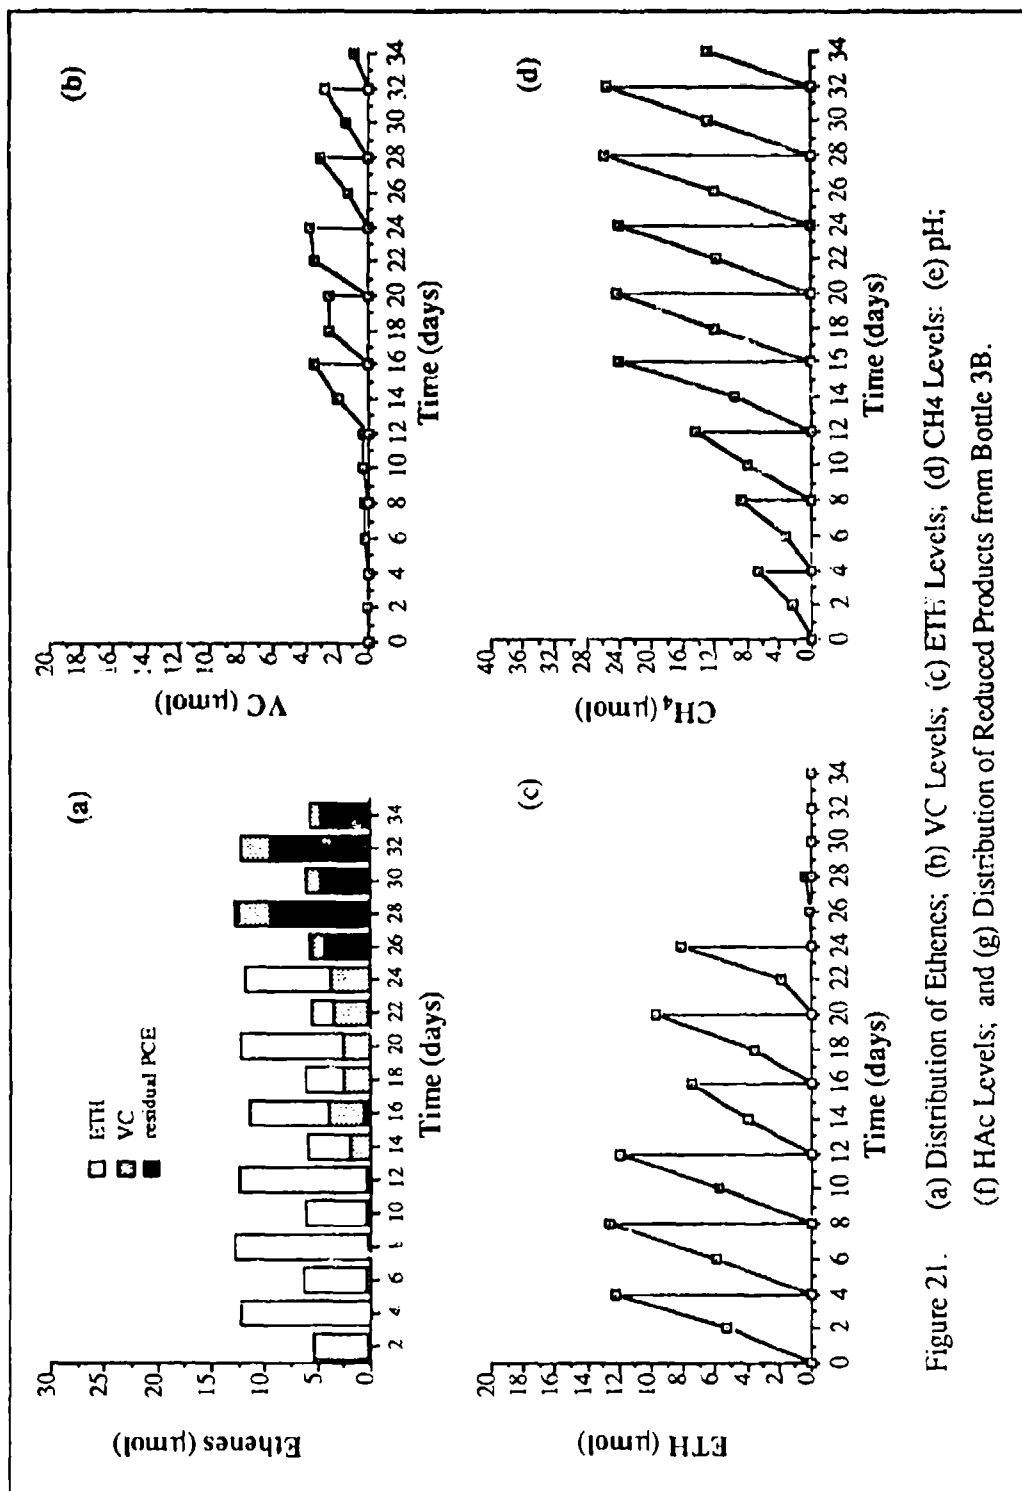 (a)
ETH
VC
residual PCE
Ethenes (µmol)
30
25
20
15
10
5
0
2 4 6 10 12 14 16 18 20 22 24 26 28 30 32 34
Time (days)
(b)
VC (µmol)
20
18
16
14
12
10
8
6
4
2
0
0 2 4 6 8 10 12 14 16 18 20 22 24 26 28 30 32 34
Time (days)
(c)
ETH (µmol)
20
18
16
14
12
10
8
6
4
2
0
0 2 4 6 8 10 12 14 16 18 20 22 24 26 28 30 32 34
Time (days)
(d)
CH4 (µmol)
40
36
32
28
24
20
16
12
8
4
0
0 2 4 6 8 10 12 14 16 18 20 22 24 26 28 30 32 34
Time (days)
Figure 21. (a) Distribution of Ethenes; (b) VC Levels; (c) ETH Levels; (d) CH4 Levels: (e) pH;
(f) HAc Levels; and (g) Distribution of Reduced Products from Bottle 3B.